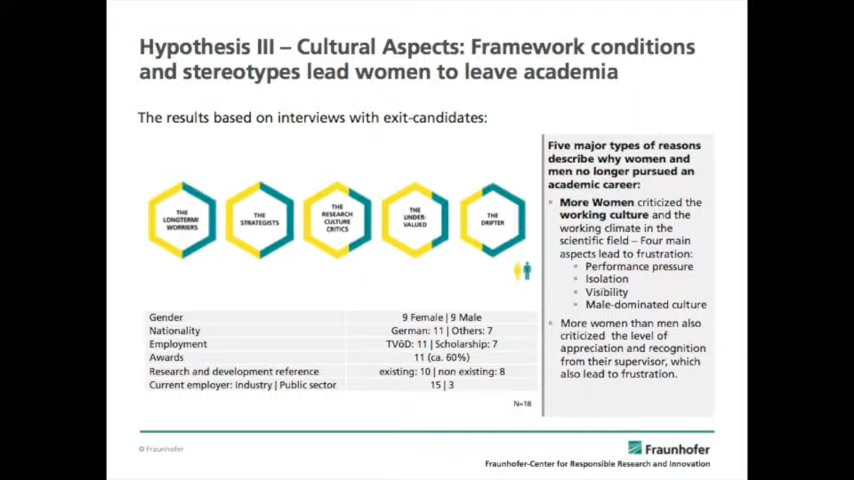 Hypothesis III – Cultural Aspects: Framework conditions
and stereotypes lead women to leave academia
The results based on interviews with exit-candidates:
THE
LONGTERM
WORRIERS
THE
STRATEGISTS
THE
RESEARCH
CULTURE
CRITICS
THE
UNDER-
VALUED
THE
DRIFTER
Gender 9 Female | 9 Male
Nationality German: 11 | Others: 7
Employment TVöD: 11 | Scholarship: 7
Awards 11 (ca. 60%)
Research and development reference existing: 10 | non existing: 8
Current employer: Industry | Public sector 15 | 3
N=18
Five major types of reasons
describe why women and
men no longer pursued an
academic career:
More Women criticized the
working culture and the
working climate in the
scientific field – Four main
aspects lead to frustration:
Performance pressure
Isolation
Visibility
Male-dominated culture
More women than men also
criticized the level of
appreciation and recognition
from their supervisor, which
also lead to frustration.
© Fraunhofer
Fraunhofer
Fraunhofer-Center for Responsible Research and Innovation